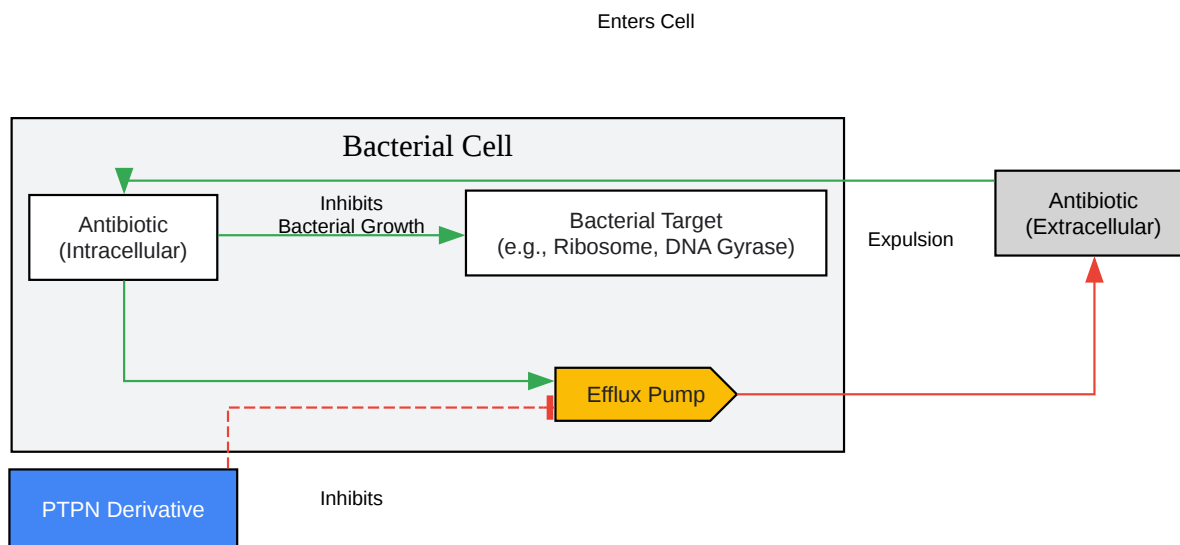 Enters Cell
Bacterial Cell
Antibiotic
(Intracellular)
Inhibits
Bacterial Growth
Bacterial Target
(e.g., Ribosome, DNA Gyrase)
Expulsion
Antibiotic
(Extracellular)
Efflux Pump
PTPN Derivative
Inhibits